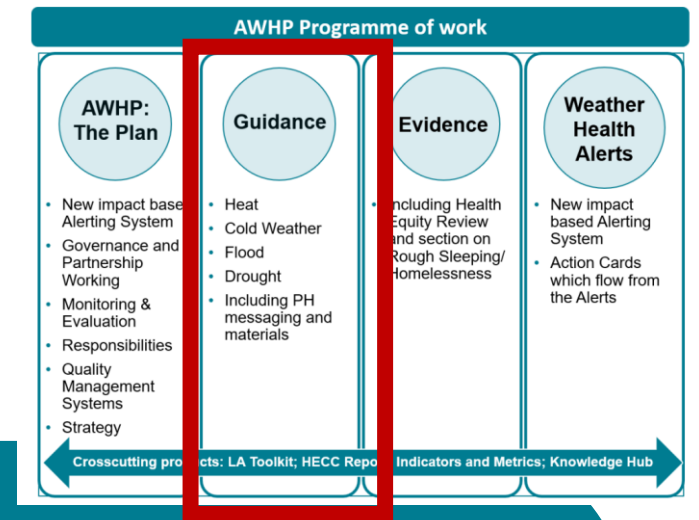 AWHP Programme of work
AWHP:
The Plan
• New impact base
Alerting System
• Governance and
Partnership
Working
• Monitoring &
Evaluation
• Responsibilities
• Quality
Management
Systems
• Strategy
Guidance
• Heat
• Cold Weather
• Flood
• Drought
• Including PH
messaging and
materials
Evidence
• Including Health
Equity Review
and section on
Rough Sleeping/
Homelessness
Weather
Health
Alerts
• New impact
based Alerting
System
• Action Cards
which flow from
the Alerts
Crosscutting pro cts: LA Toolkit; HECC Repo Indicators and Metrics; Knowledge Hub